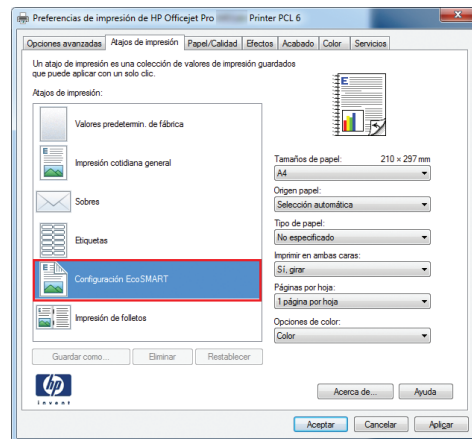 Preferencias de impresión de HP Officejet Pro Printer PCL 6
Opciones avanzadas Atajos de impresión Papel/Calidad Efectos Acabado Color Servicios
Un atajo de impresión es una colección de valores de impresión guardados
que puede aplicar con un solo clic.
Atajos de impresión:
Valores predetermin. de fábrica
Impresión cotidiana general
Sobres
Etiquetas
Configuración EcoSMART
Impresión de folletos
Guardar como... Eliminar Restablecer
E
Tamaños de papel: 210 × 297 mm
A4
Origen papel:
Selección automática
Tipo de papel:
No especificado
Imprimir en ambas caras:
Sí, girar
Páginas por hoja:
1 página por hoja
Opciones de color:
Color
hp
invent
Acerca de... Ayuda
Aceptar Cancelar Aplicar